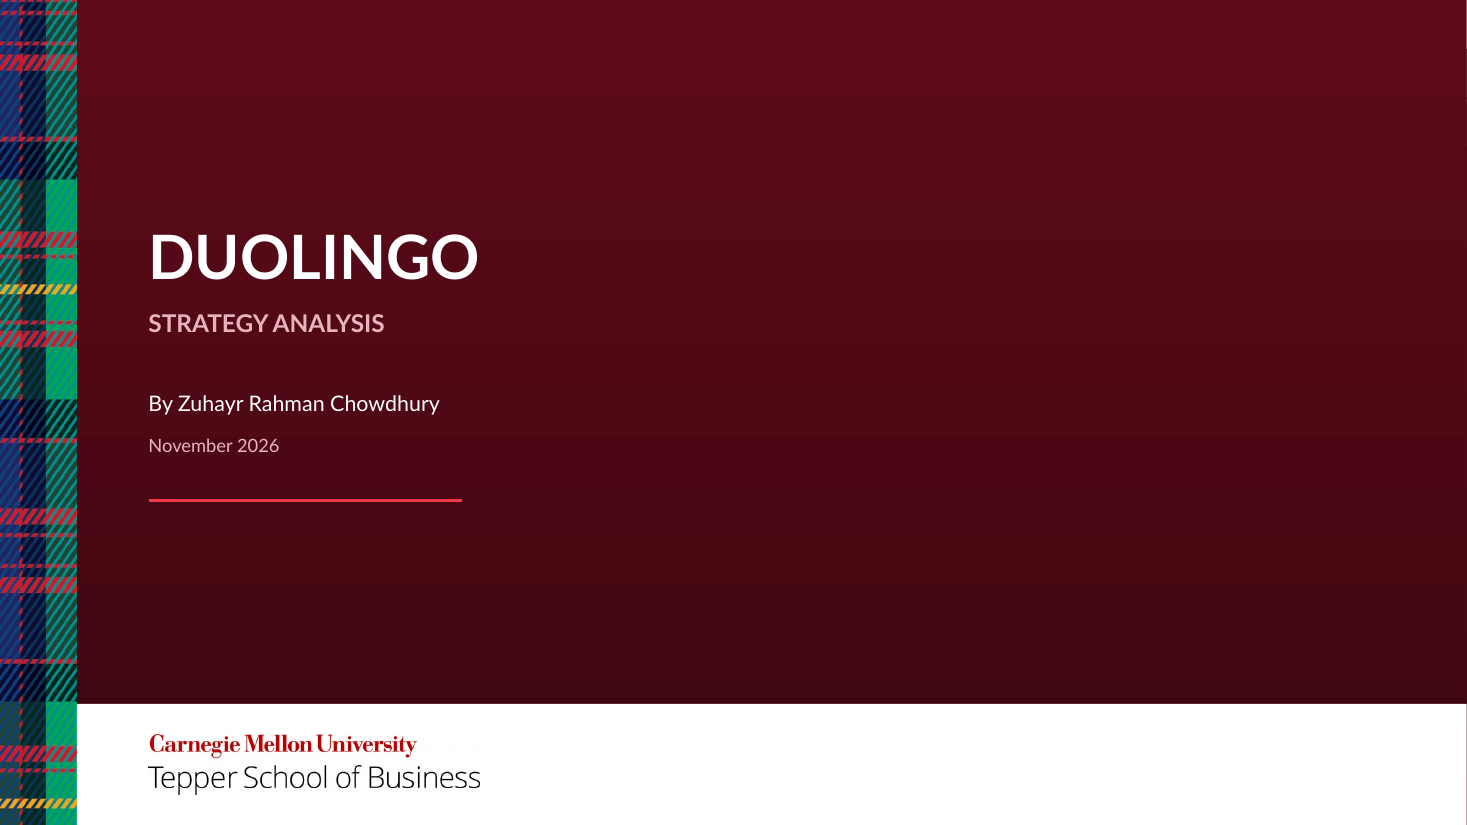 DUOLINGO
STRATEGY ANALYSIS
By Zuhayr Rahman Chowdhury
November 2026
Carnegie Mellon University
Tepper School of Business